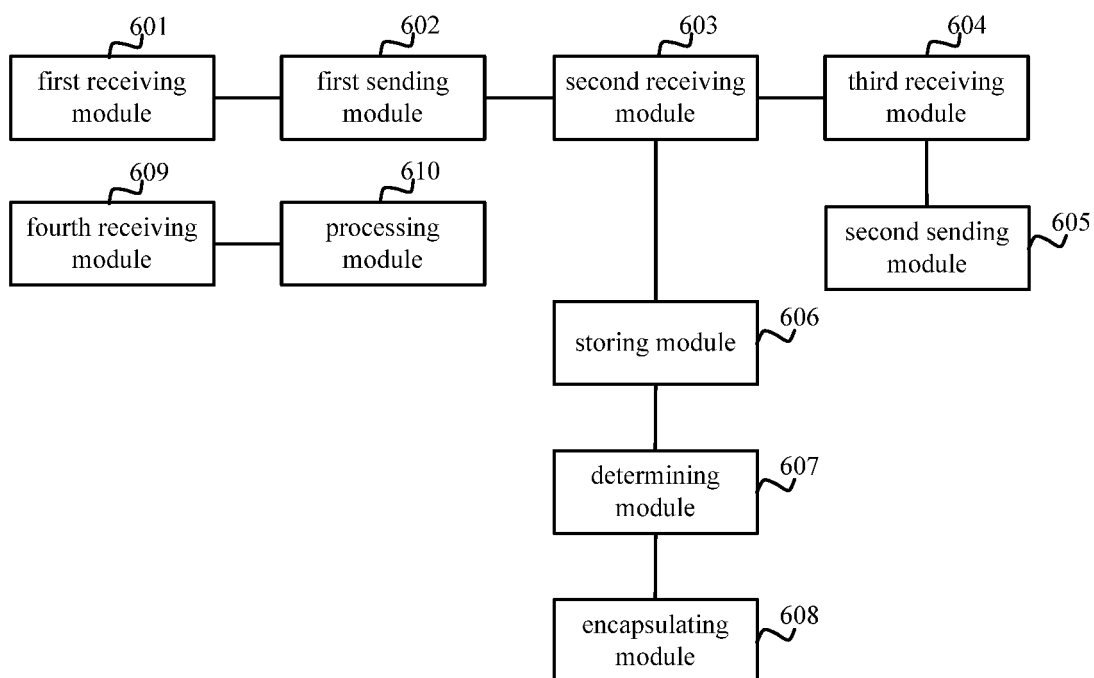 601
602
603
604
first receiving
module
first sending
module
second receiving
module
third receiving
module
609
610
fourth receiving
module
processing
module
second sending
module
605
606
storing module
607
determining
module
608
encapsulating
module